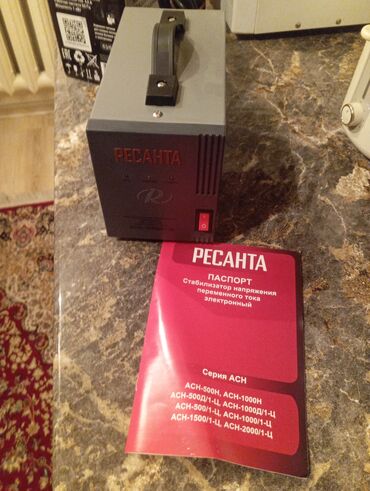 РЕСАНТА
R
РЕСАНТА
ПАСПОРТ
Стабилизатор напряжения
переменного тока
электронный
Серия АСН
АСН-500Н, АСН-1000Н
АСН-500Д/1-Ц, АСН-1000Д/1-Ц
АСН-500/1-Ц, АСН-1000/1-Ц
АСН-1500/1-Ц, АСН-2000/1-Ц